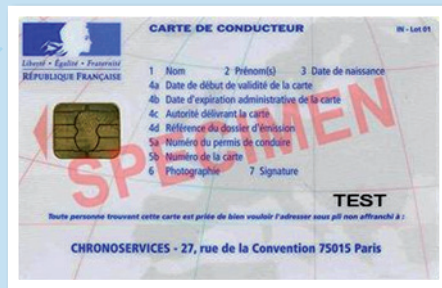 CARTE DE CONDUCTEUR
IN - Lot 01
Liberté • Égalité • Fraternité
RÉPUBLIQUE FRANÇAISE
1 Nom 2 Prénom(s) 3 Date de naissance
4a Date de début de validité de la carte
4b Date d'expiration administrative de la carte
4c Autorité délivrant la carte
4d Référence du dossier d'émission
5a Numéro du permis de conduire
5b Numéro de la carte
6 Photographie 7 Signature
SPECIMEN
TEST
Toute personne trouvant cette carte est priée de bien vouloir l'adresser sous pli non affranchi à :
CHRONOSERVICES - 27, rue de la Convention 75015 Paris